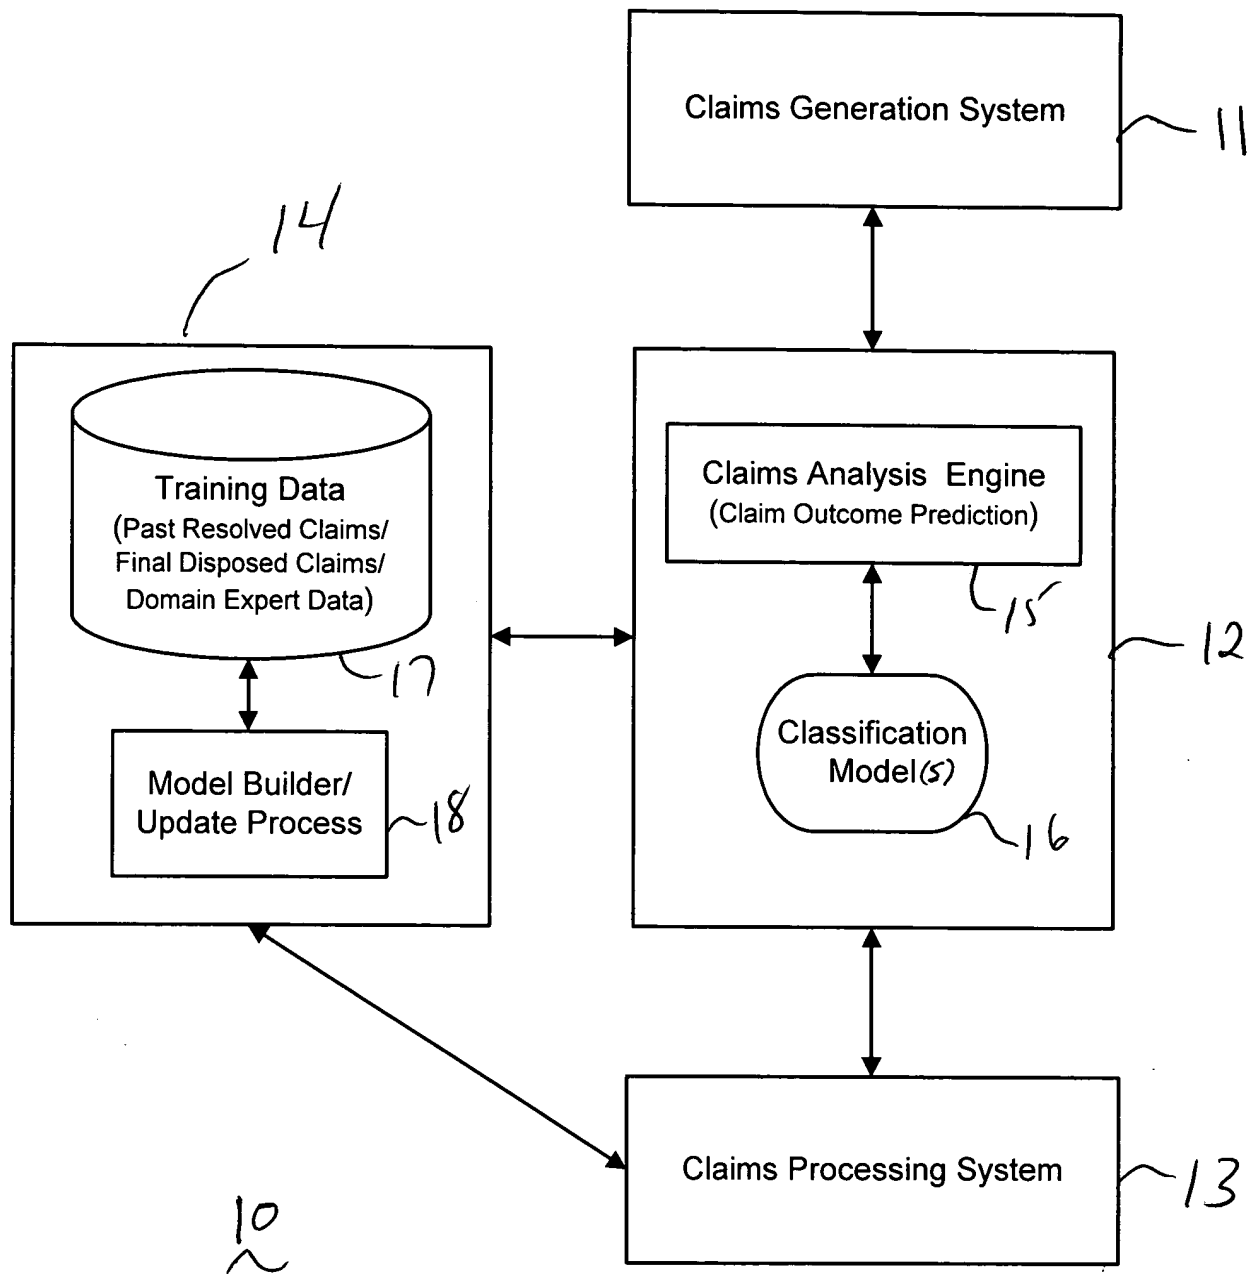 Claims Generation System
11
14
Training Data
(Past Resolved Claims/
Final Disposed Claims/
Domain Expert Data)
17
Model Builder/
Update Process
18
Claims Analysis Engine
(Claim Outcome Prediction)
15
12
Classification
Model(s)
16
Claims Processing System
13
10